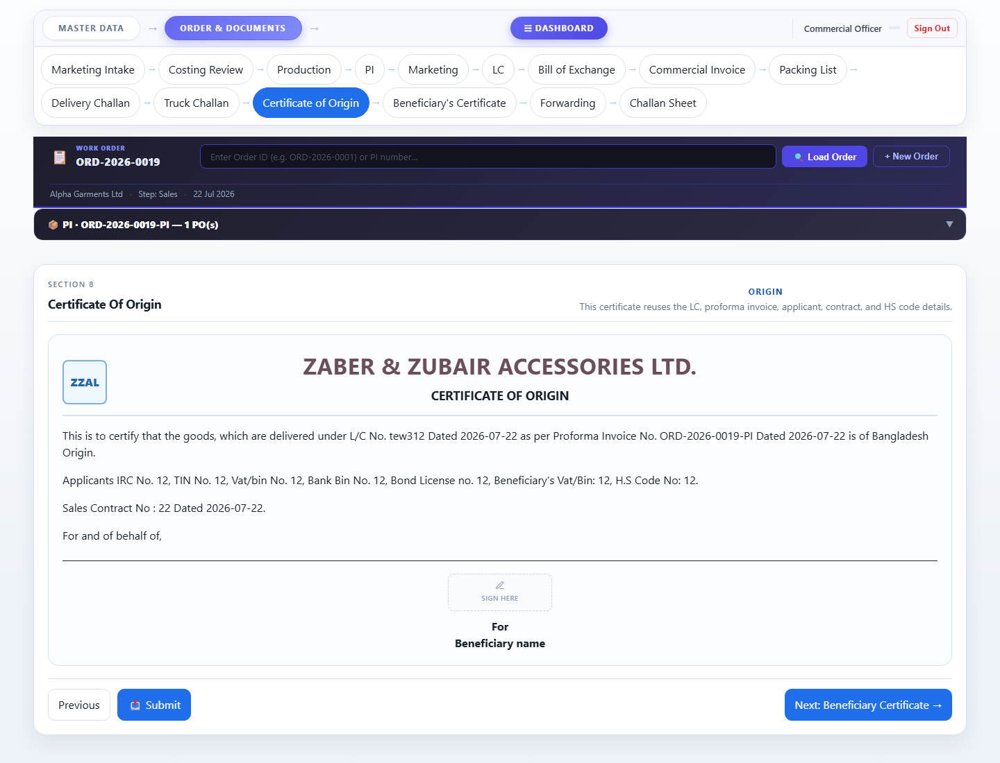 MASTER DATA → ORDER & DOCUMENTS → DASHBOARD Commercial Officer Sign Out
Marketing Intake → Costing Review → Production → PI → Marketing → LC → Bill of Exchange → Commercial Invoice → Packing List →
Delivery Challan → Truck Challan → Certificate of Origin → Beneficiary's Certificate → Forwarding → Challan Sheet
WORK ORDER
ORD-2026-0019
Enter Order ID (e.g. ORD-2026-0001) or PI number...
Load Order
+ New Order
Alpha Garments Ltd · Step: Sales · 22 Jul 2026
PI · ORD-2026-0019-PI — 1 PO(s)
SECTION 8
Certificate Of Origin
ORIGIN
This certificate reuses the LC, proforma invoice, applicant, contract, and HS code details.
ZZAL
ZABER & ZUBAIR ACCESSORIES LTD.
CERTIFICATE OF ORIGIN
This is to certify that the goods, which are delivered under L/C No. tew312 Dated 2026-07-22 as per Proforma Invoice No. ORD-2026-0019-PI Dated 2026-07-22 is of Bangladesh
Origin.
Applicants IRC No. 12, TIN No. 12, Vat/bin No. 12, Bank Bin No. 12, Bond License no. 12, Beneficiary's Vat/Bin: 12, H.S Code No: 12.
Sales Contract No : 22 Dated 2026-07-22.
For and of behalf of,
SIGN HERE
For
Beneficiary name
Previous
Submit
Next: Beneficiary Certificate →